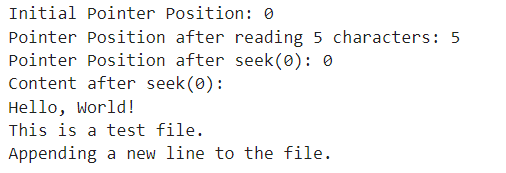 Initial Pointer Position: 0
Pointer Position after reading 5 characters: 5
Pointer Position after seek(0): 0
Content after seek(0):
Hello, World!
This is a test file.
Appending a new line to the file.